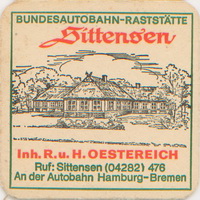 BUNDESAUTOBAHN-RASTSTÄTTE
Sittensen
Inh. R. u. H. OESTEREICH
Ruf: Sittensen (04282) 476
An der Autobahn Hamburg-Bremen